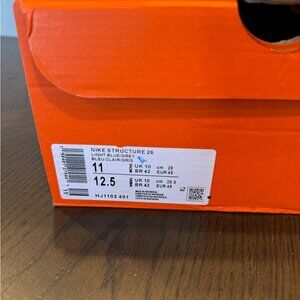 NIKE STRUCTURE 26
LIGHT BLUE/GREY
BLEU CLAIR/GRIS
11 UK 10 cm 29
BR 42 EUR 45
12.5 UK 10 cm 29.5
BR 42 EUR 45
HJ1102 401